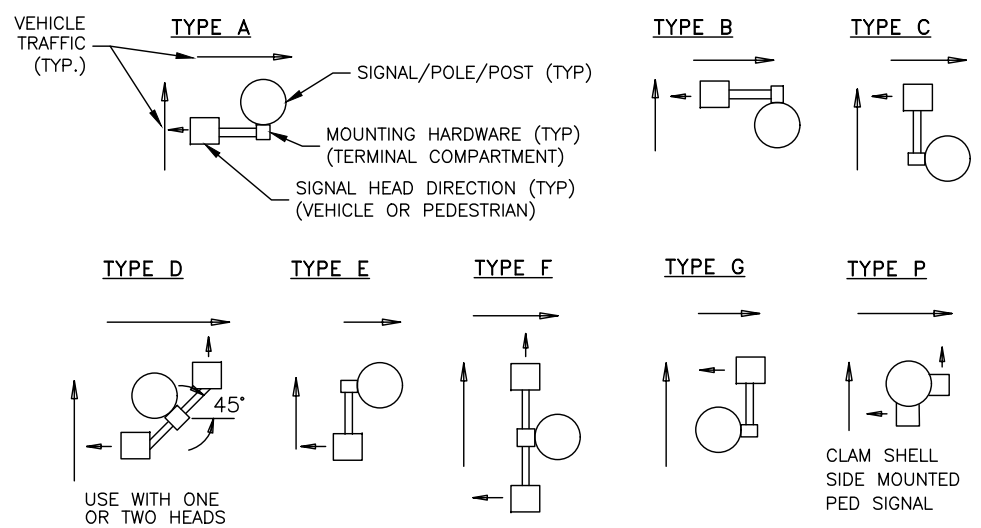 VEHICLE
TRAFFIC
(TYP.)
TYPE A
SIGNAL/POLE/POST (TYP)
MOUNTING HARDWARE (TYP)
(TERMINAL COMPARTMENT)
SIGNAL HEAD DIRECTION (TYP)
(VEHICLE OR PEDESTRIAN)
TYPE B
TYPE C
TYPE D
45°
USE WITH ONE
OR TWO HEADS
TYPE E
TYPE F
TYPE G
TYPE P
CLAM SHELL
SIDE MOUNTED
PED SIGNAL